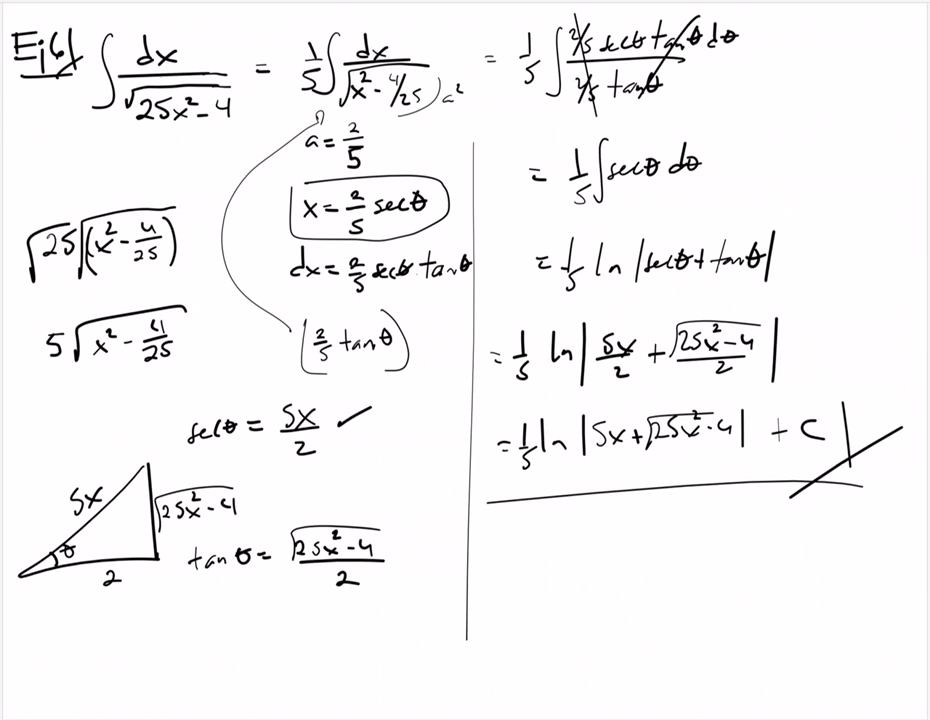 Ej6) ∫ dx/√(25x²-4) = 1/5 ∫ dx/√(x² - 4/25) a² = 1/5 ∫ (2/5 secθ tanθ dθ)/(2/5 tanθ)
a = 2/5
x = 2/5 secθ
dx = 2/5 secθ tanθ
(2/5 tanθ)
√25 √(x² - 4/25)
5√(x² - 4/25)
secθ = 5x/2 ✓
5x
√(25x²-4)
θ
2
tanθ = √(25x²-4)/2
= 1/5 ∫ secθ dθ
= 1/5 ln |secθ + tanθ|
= 1/5 ln | 5x/2 + √(25x²-4)/2 |
= 1/5 ln |5x + √(25x²-4)| + C